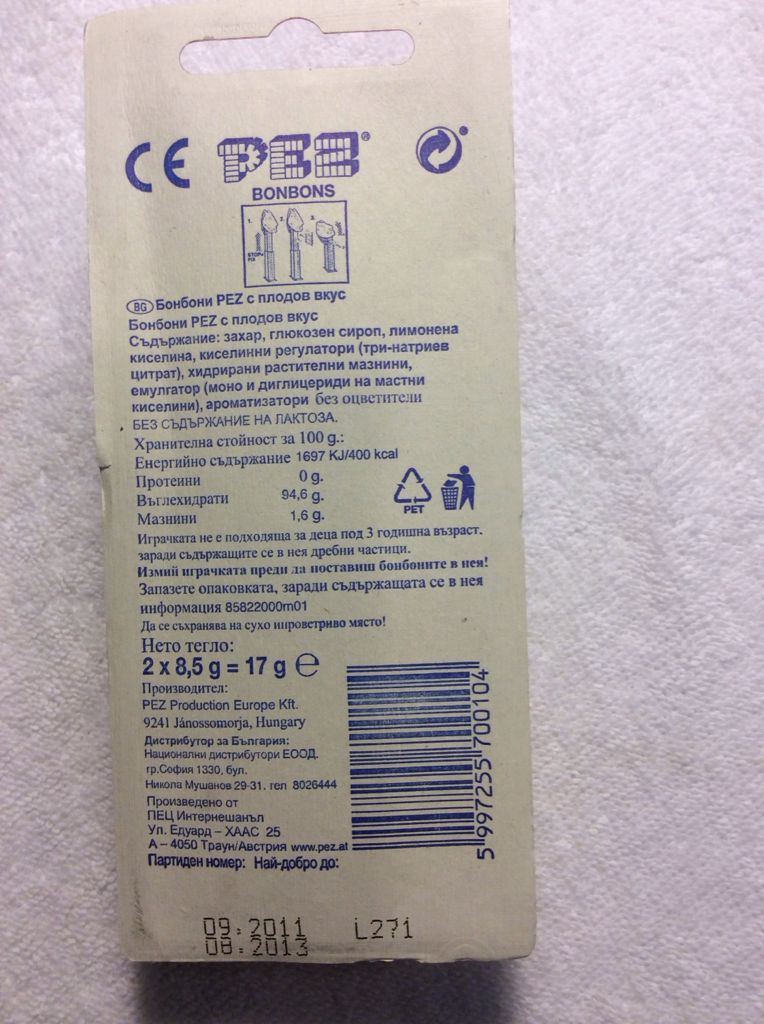 CE PEZ®
BONBONS
1. 2. 3.
BG Бонбони PEZ с плодов вкус
Бонбони PEZ с плодов вкус
Съдържание: захар, глюкозен сироп, лимонена
киселина, киселинни регулатори (три-натриев
цитрат), хидрирани растителни мазнини,
емулгатор (моно и диглицериди на мастни
киселини), ароматизатори без оцветители
БЕЗ СЪДЪРЖАНИЕ НА ЛАКТОЗА.
Хранителна стойност за 100 g.:
Енергийно съдържание 1697 KJ/400 kcal
Протеини 0 g.
Въглехидрати 94,6 g.
Мазнини 1,6 g.
PET
Играчката не е подходяща за деца под 3 годишна възраст.
заради съдържащите се в нея дребни частици.
Измий играчката преди да поставиш бонбоните в нея!
Запазете опаковката, заради съдържащата се в нея
информация 85822000m01
Да се съхранява на сухо ипроветриво място!
Нето тегло:
2 x 8,5 g = 17 g e
Производител:
PEZ Production Europe Kft.
9241 Jánossomorja, Hungary
Дистрибутор за България:
Национални дистрибутори ЕООД.
гр.София 1330, бул.
Никола Мушанов 29-31. тел 8026444
Произведено от
ПЕЦ Интернешанъл
Ул. Едуард – ХААС 25
А – 4050 Траун/Австрия www.pez.at
Партиден номер: Най-добро до:
5 997255 700104
09.2011 L271
08.2013